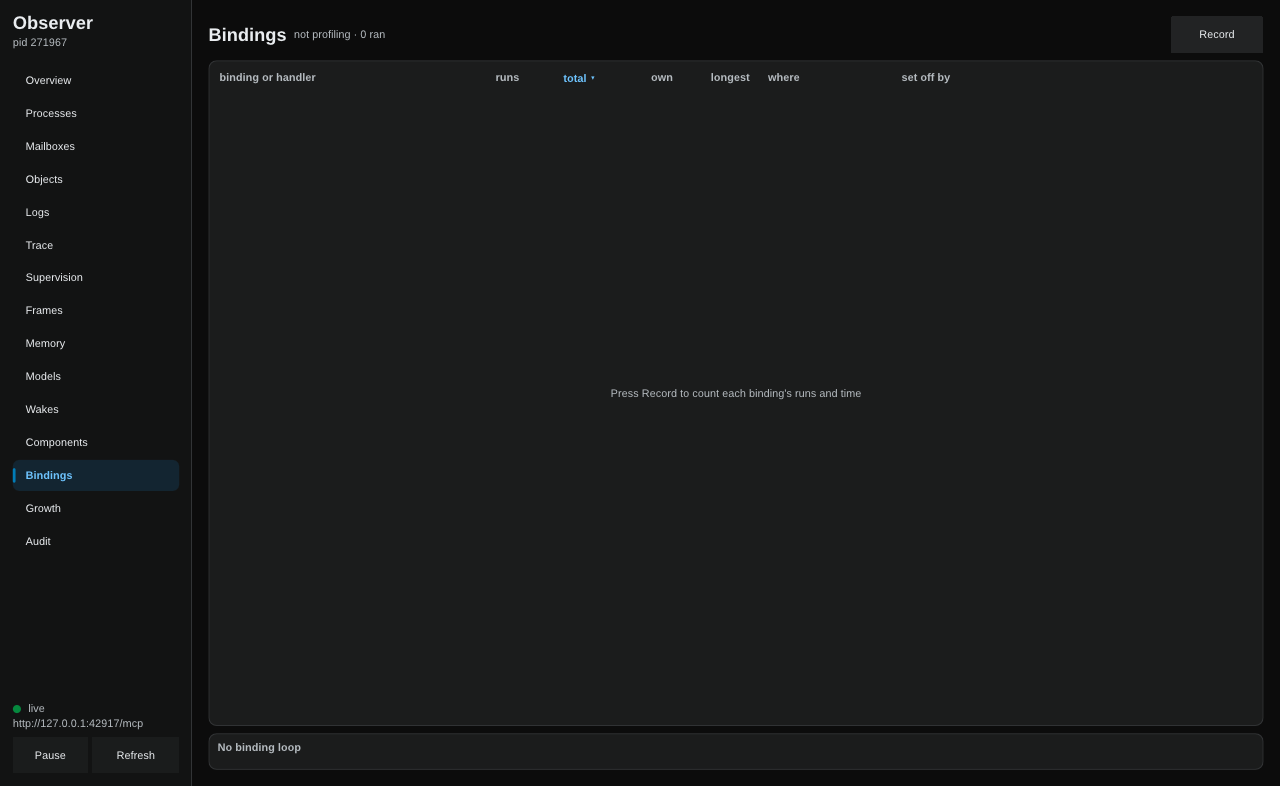 Observer
pid 271967
Overview
Processes
Mailboxes
Objects
Logs
Trace
Supervision
Frames
Memory
Models
Wakes
Components
Bindings
Growth
Audit
live
http://127.0.0.1:42917/mcp
Pause Refresh
Bindings not profiling · 0 ran
Record
binding or handler runs total ▾ own longest where set off by
Press Record to count each binding's runs and time
No binding loop